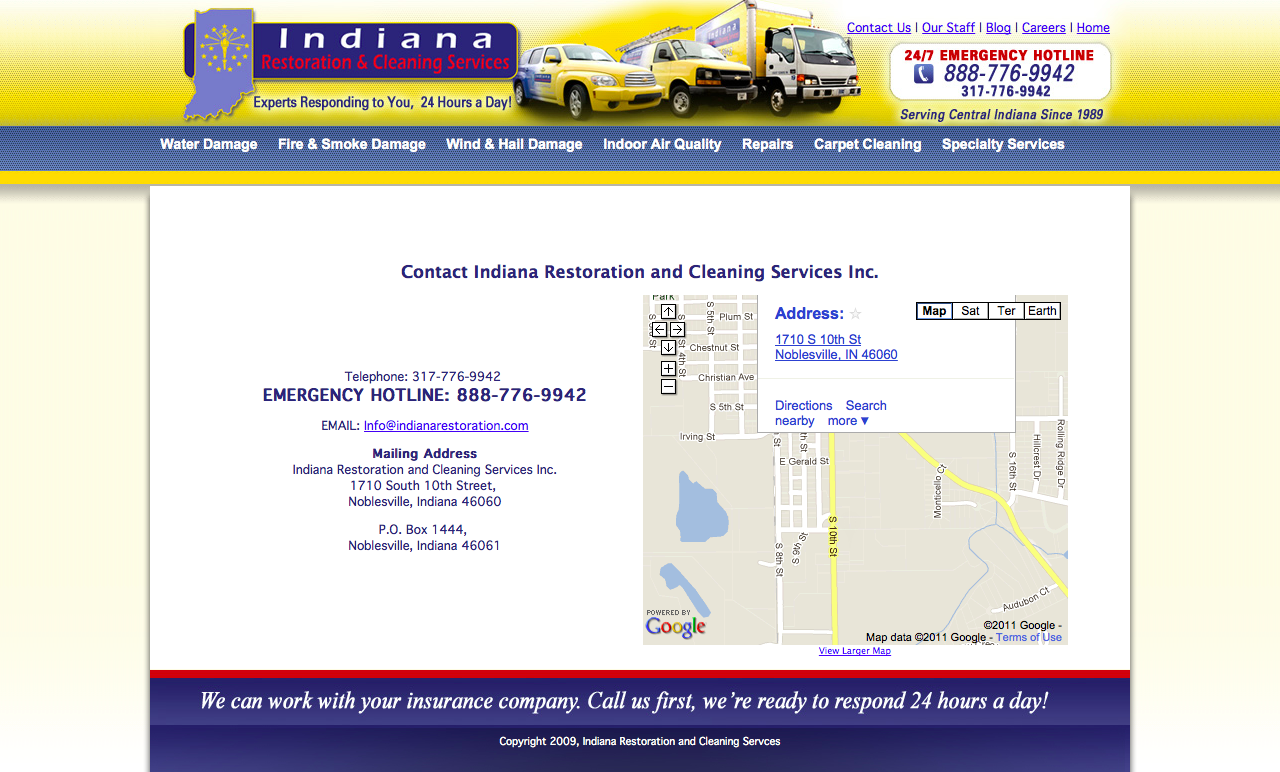 Indiana
Restoration & Cleaning Services
Experts Responding to You, 24 Hours a Day!
Contact Us | Our Staff | Blog | Careers | Home
24/7 EMERGENCY HOTLINE
888-776-9942
317-776-9942
Serving Central Indiana Since 1989
Water Damage Fire & Smoke Damage Wind & Hail Damage Indoor Air Quality Repairs Carpet Cleaning Specialty Services
Contact Indiana Restoration and Cleaning Services Inc.
Telephone: 317-776-9942
EMERGENCY HOTLINE: 888-776-9942
EMAIL: Info@indianarestoration.com
Mailing Address
Indiana Restoration and Cleaning Services Inc.
1710 South 10th Street,
Noblesville, Indiana 46060
P.O. Box 1444,
Noblesville, Indiana 46061
Park
S 5th St
Plum St
Chestnut St
S 4th St
Christian Ave
S 5th St
Irving St
E Gerald St
S 10th St
S 9th St
S 8th St
Monticello Ct
S 16th St
Hillcrest Dr
Rolling Ridge Dr
Audubon Ct
Address:
1710 S 10th St
Noblesville, IN 46060
Directions Search
nearby more ▼
Map Sat Ter Earth
POWERED BY
Google
©2011 Google -
Map data ©2011 Google - Terms of Use
View Larger Map
We can work with your insurance company. Call us first, we're ready to respond 24 hours a day!
Copyright 2009, Indiana Restoration and Cleaning Servces